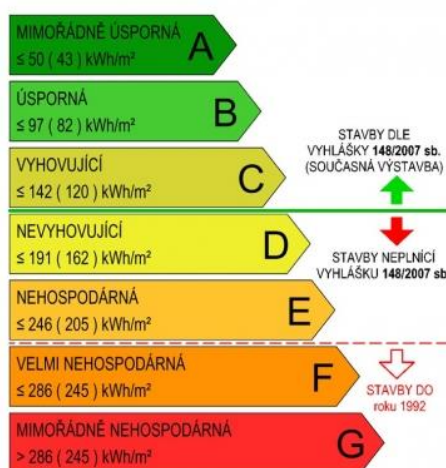 MIMOŘÁDNĚ ÚSPORNÁ
≤ 50 ( 43 ) kWh/m²
A
ÚSPORNÁ
≤ 97 ( 82 ) kWh/m²
B
VYHOVUJÍCÍ
≤ 142 ( 120 ) kWh/m²
C
STAVBY DLE
VYHLÁŠKY 148/2007 sb.
(SOUČASNÁ VÝSTAVBA)
NEVYHOVUJÍCÍ
≤ 191 ( 162 ) kWh/m²
D
STAVBY NEPLNÍCÍ
VYHLÁŠKU 148/2007 sb
NEHOSPODÁRNÁ
≤ 246 ( 205 ) kWh/m²
E
VELMI NEHOSPODÁRNÁ
≤ 286 ( 245 ) kWh/m²
F
STAVBY DO
roku 1992
MIMOŘÁDNĚ NEHOSPODÁRNÁ
> 286 ( 245 ) kWh/m²
G